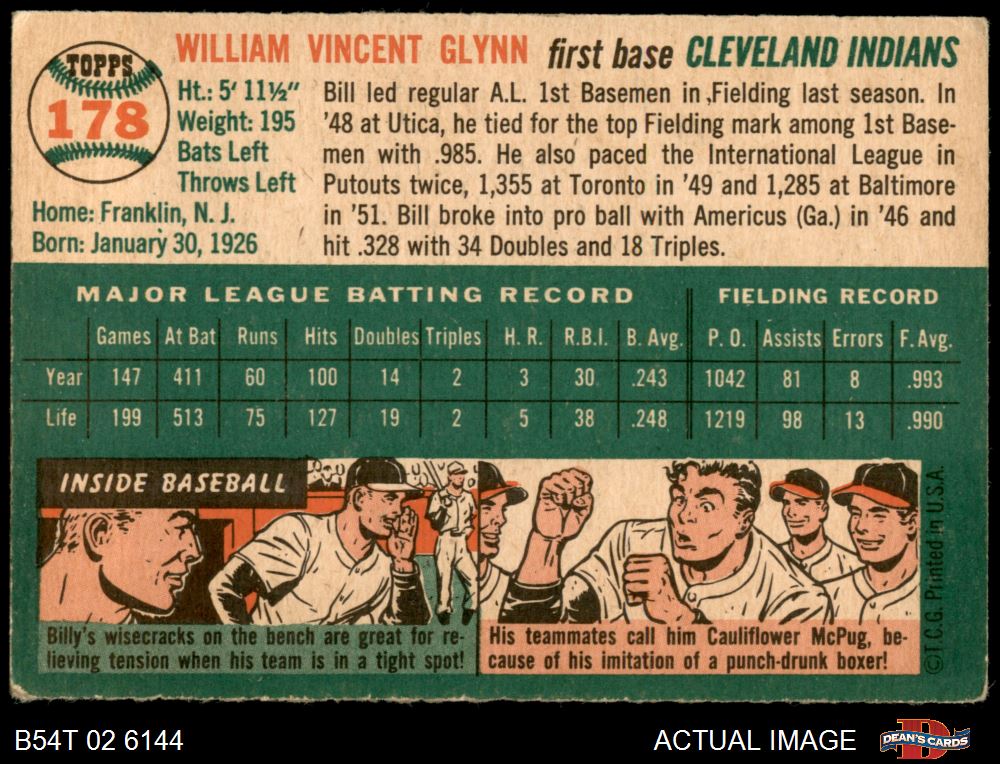 TOPPS
178
WILLIAM VINCENT GLYNN first base CLEVELAND INDIANS
Ht.: 5' 11½"
Weight: 195
Bats Left
Throws Left
Home: Franklin, N. J.
Born: January 30, 1926
Bill led regular A.L. 1st Basemen in Fielding last season. In
'48 at Utica, he tied for the top Fielding mark among 1st Base-
men with .985. He also paced the International League in
Putouts twice, 1,355 at Toronto in '49 and 1,285 at Baltimore
in '51. Bill broke into pro ball with Americus (Ga.) in '46 and
hit .328 with 34 Doubles and 18 Triples.
MAJOR LEAGUE BATTING RECORD FIELDING RECORD
Games At Bat Runs Hits Doubles Triples H. R. R.B.I. B. Avg. P. O. Assists Errors F. Avg.
Year 147 411 60 100 14 2 3 30 .243 1042 81 8 .993
Life 199 513 75 127 19 2 5 38 .248 1219 98 13 .990
INSIDE BASEBALL
Billy's wisecracks on the bench are great for re-
lieving tension when his team is in a tight spot!
His teammates call him Cauliflower McPug, be-
cause of his imitation of a punch-drunk boxer!
©T.C.G. Printed in U.S.A.
B54T 02 6144
ACTUAL IMAGE
D
DEAN'S CARDS